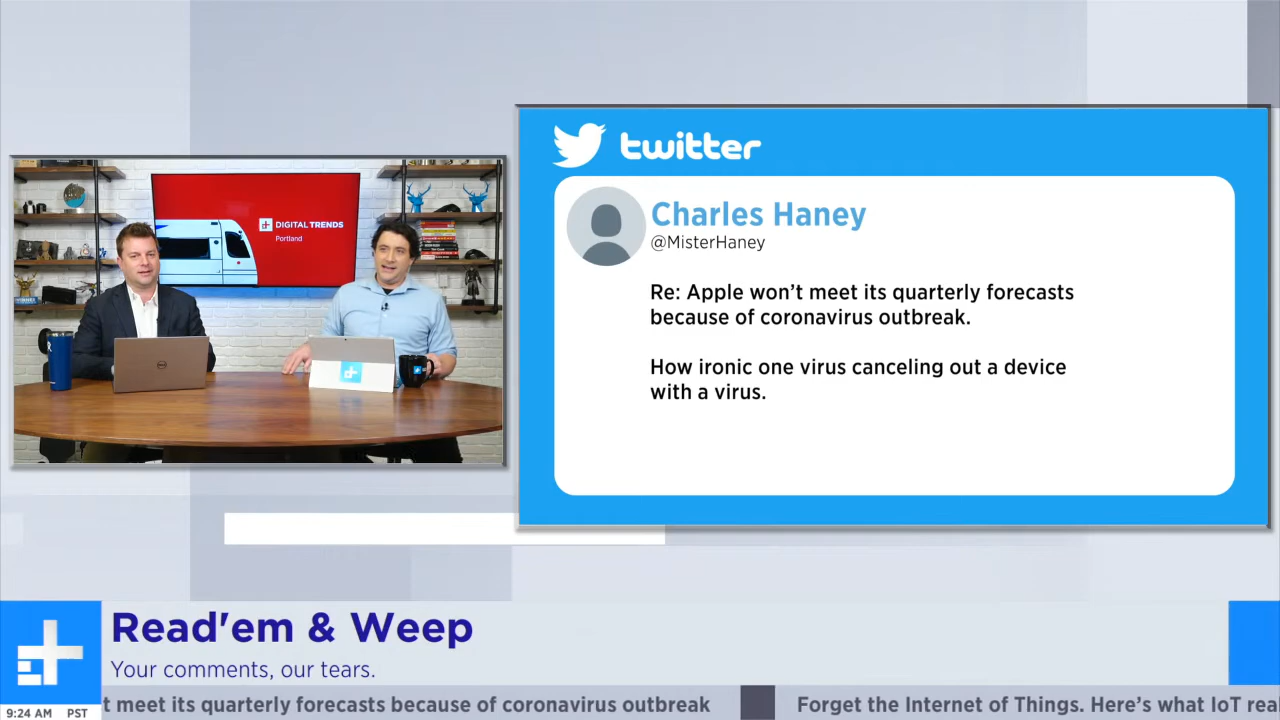 DIGITAL TRENDS
Portland
twitter
Charles Haney
@MisterHaney
Re: Apple won't meet its quarterly forecasts
because of coronavirus outbreak.
How ironic one virus canceling out a device
with a virus.
Read'em & Weep
Your comments, our tears.
9:24 AM PST
t meet its quarterly forecasts because of coronavirus outbreak
Forget the Internet of Things. Here's what IoT rea